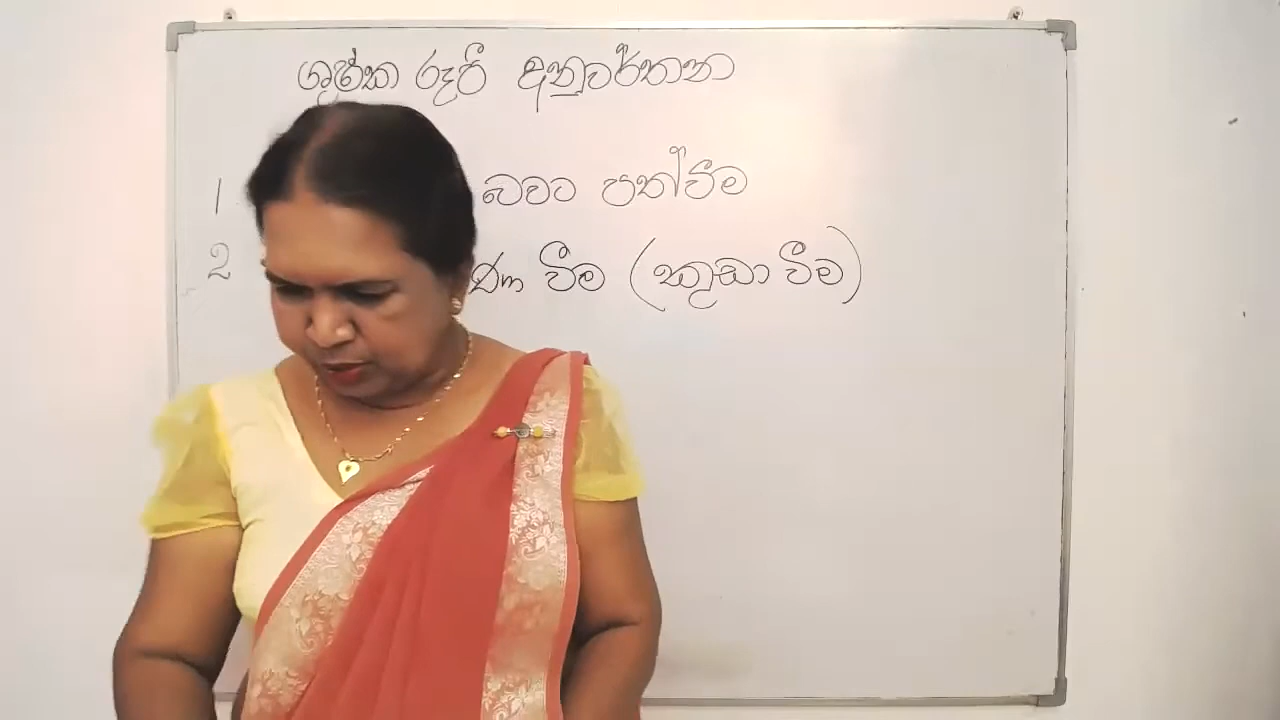 ශුෂ්ක රූපී අනුවර්තන
1 බවට පත්වීම
2 වීම (කුඩා වීම)